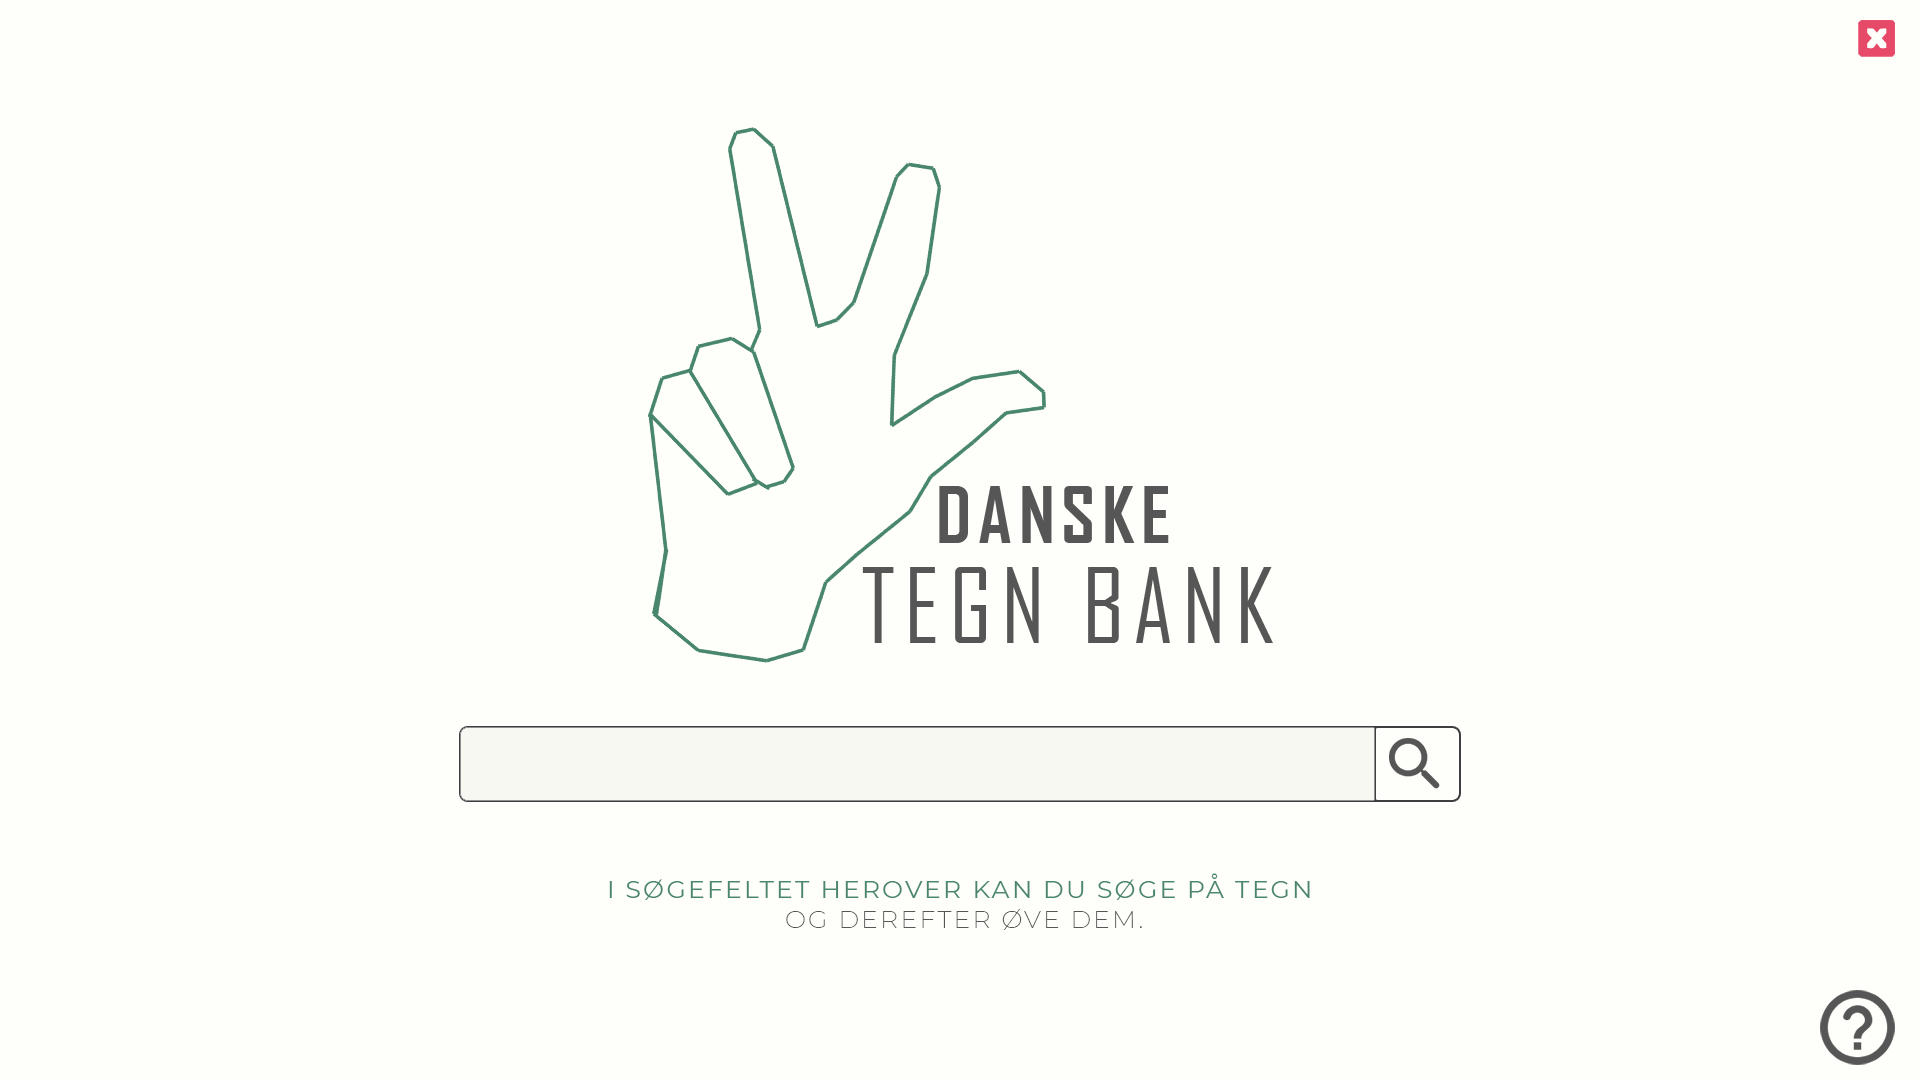 DANSKE
TEGN BANK
I SØGEFELTET HEROVER KAN DU SØGE PÅ TEGN
OG DEREFTER ØVE DEM.